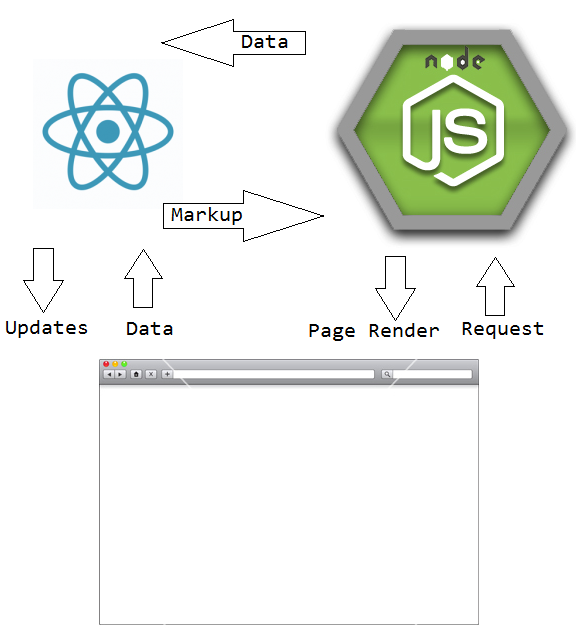 Data
node
JS
Markup
Updates
Data
Page Render
Request